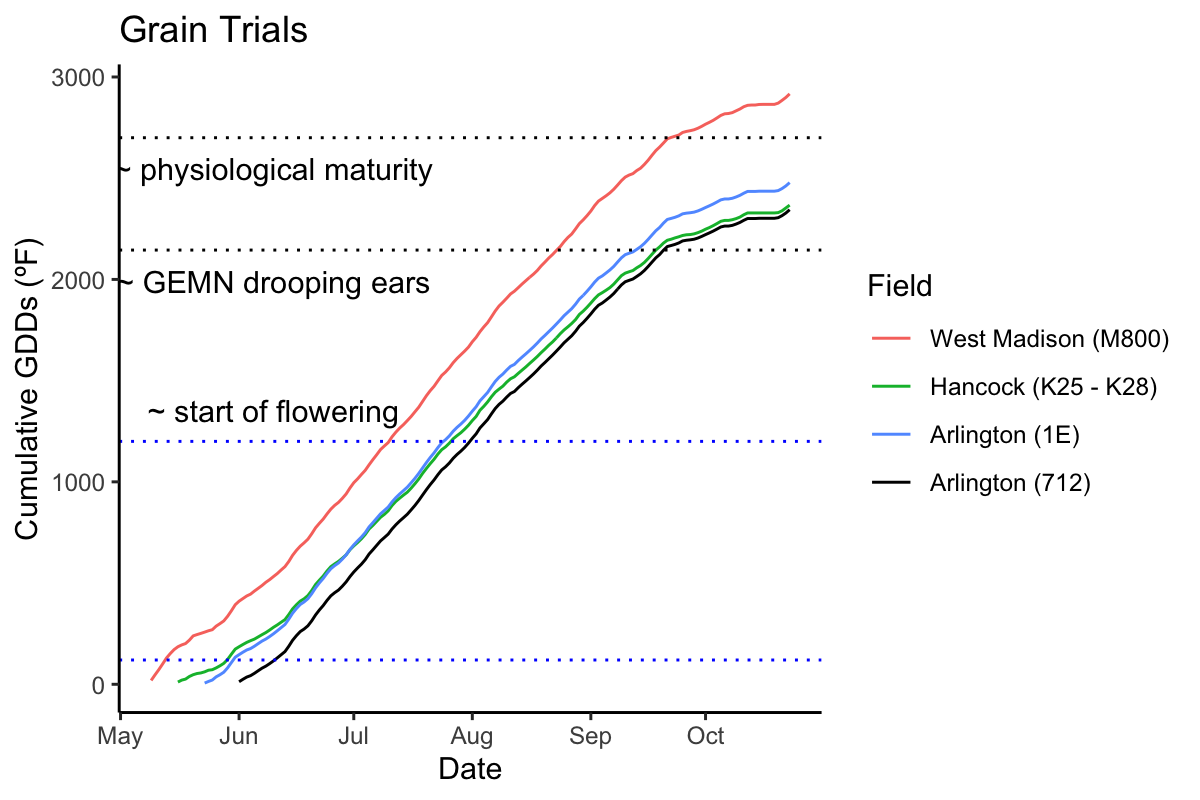 Grain Trials
3000
~ physiological maturity
2000
~ GEMN drooping ears
~ start of flowering
1000
0
Cumulative GDDs (ºF)
May
Jun
Jul
Aug
Sep
Oct
Date
Field
West Madison (M800)
Hancock (K25 - K28)
Arlington (1E)
Arlington (712)